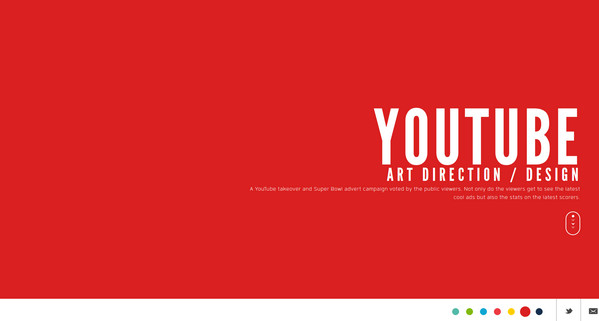 YOUTUBE
ART DIRECTION / DESIGN
A YouTube takeover and Super Bowl advert campaign voted by the public viewers. Not only do the viewers get to see the latest
cool ads but also the stats on the latest scorers.